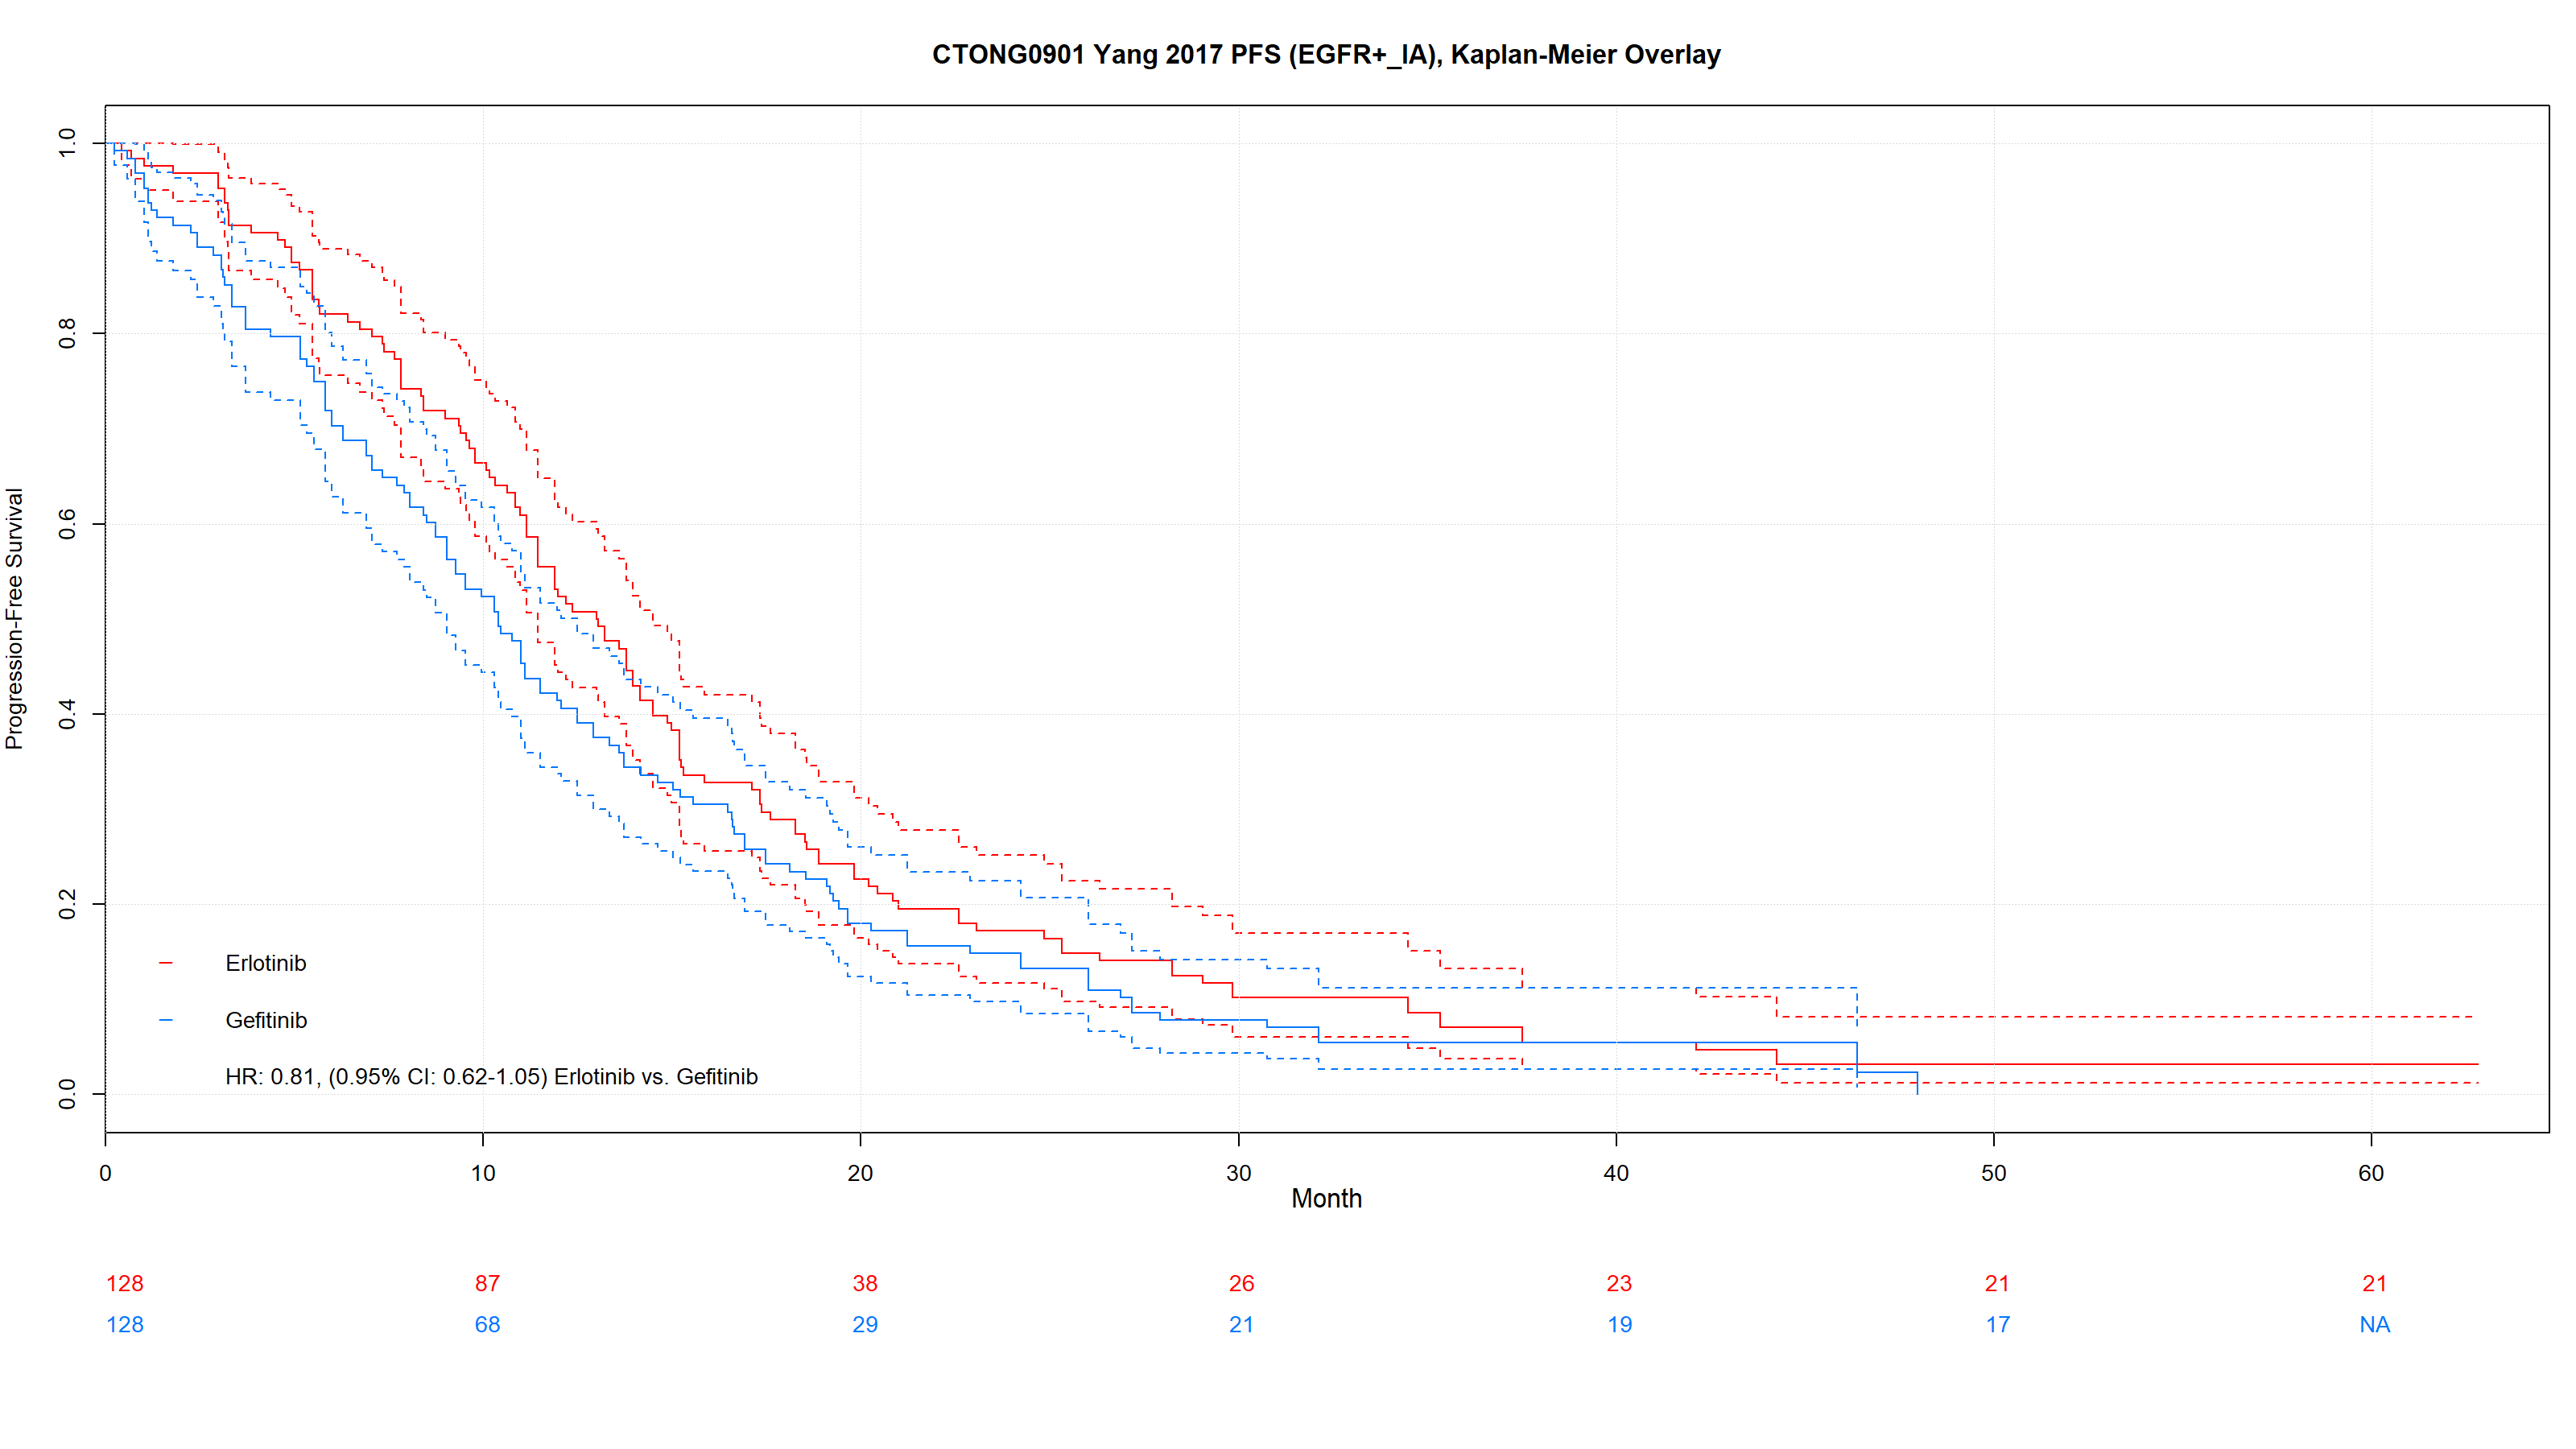 CTONG0901 Yang 2017 PFS (EGFR+_IA), Kaplan-Meier Overlay
Progression-Free Survival
1.0
0.8
0.6
0.4
0.2
0.0
Erlotinib
Gefitinib
HR: 0.81, (0.95% CI: 0.62-1.05) Erlotinib vs. Gefitinib
0 10 20 30 40 50 60
Month
128 87 38 26 23 21 21
128 68 29 21 19 17 NA